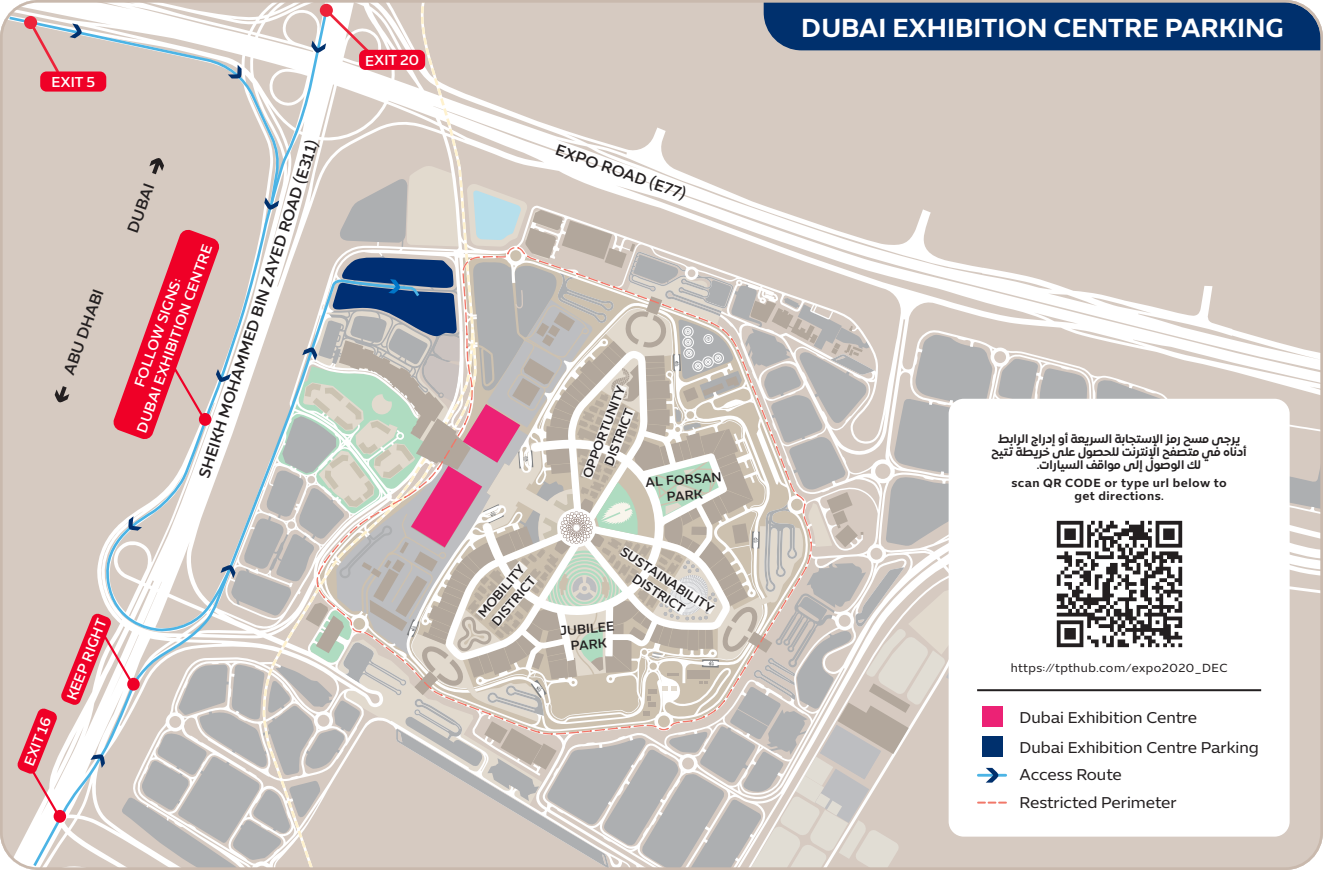 DUBAI EXHIBITION CENTRE PARKING
EXIT 5
EXIT 20
EXPO ROAD (E77)
DUBAI
ABU DHABI
FOLLOW SIGNS:
DUBAI EXHIBITION CENTRE
SHEIKH MOHAMMED BIN ZAYED ROAD (E311)
OPPORTUNITY
DISTRICT
AL FORSAN
PARK
MOBILITY
DISTRICT
SUSTAINABILITY
DISTRICT
JUBILEE
PARK
KEEP RIGHT
EXIT16
يرجى مسح رمز الإستجابة السريعة أو إدراج الرابط
أدناه في متصفح الإنترنت للحصول على خريطة تتيح
لك الوصول إلى مواقف السيارات.
scan QR CODE or type url below to
get directions.
https://tpthub.com/expo2020_DEC
Dubai Exhibition Centre
Dubai Exhibition Centre Parking
Access Route
Restricted Perimeter